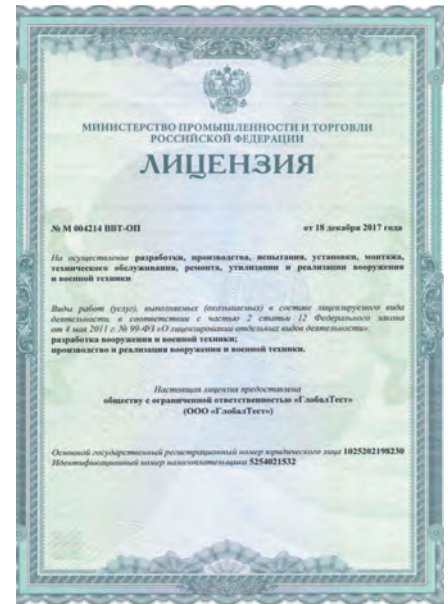 МИНИСТЕРСТВО ПРОМЫШЛЕННОСТИ И ТОРГОВЛИ
РОССИЙСКОЙ ФЕДЕРАЦИИ
ЛИЦЕНЗИЯ
№ М 004214 ВВТ-ОП от 18 декабря 2017 года
На осуществление разработки, производства, испытания, установки, монтажа,
технического обслуживания, ремонта, утилизации и реализации вооружения
и военной техники
Виды работ (услуг), выполняемых (оказываемых) в составе лицензируемого вида
деятельности, в соответствии с частью 2 статьи 12 Федерального закона
от 4 мая 2011 г. № 99-ФЗ «О лицензировании отдельных видов деятельности»:
разработка вооружения и военной техники;
производство и реализация вооружения и военной техники.
Настоящая лицензия предоставлена
обществу с ограниченной ответственностью «ГлобалТест»
(ООО «ГлобалТест»)
Основной государственный регистрационный номер юридического лица 1025202198230
Идентификационный номер налогоплательщика 5254021532